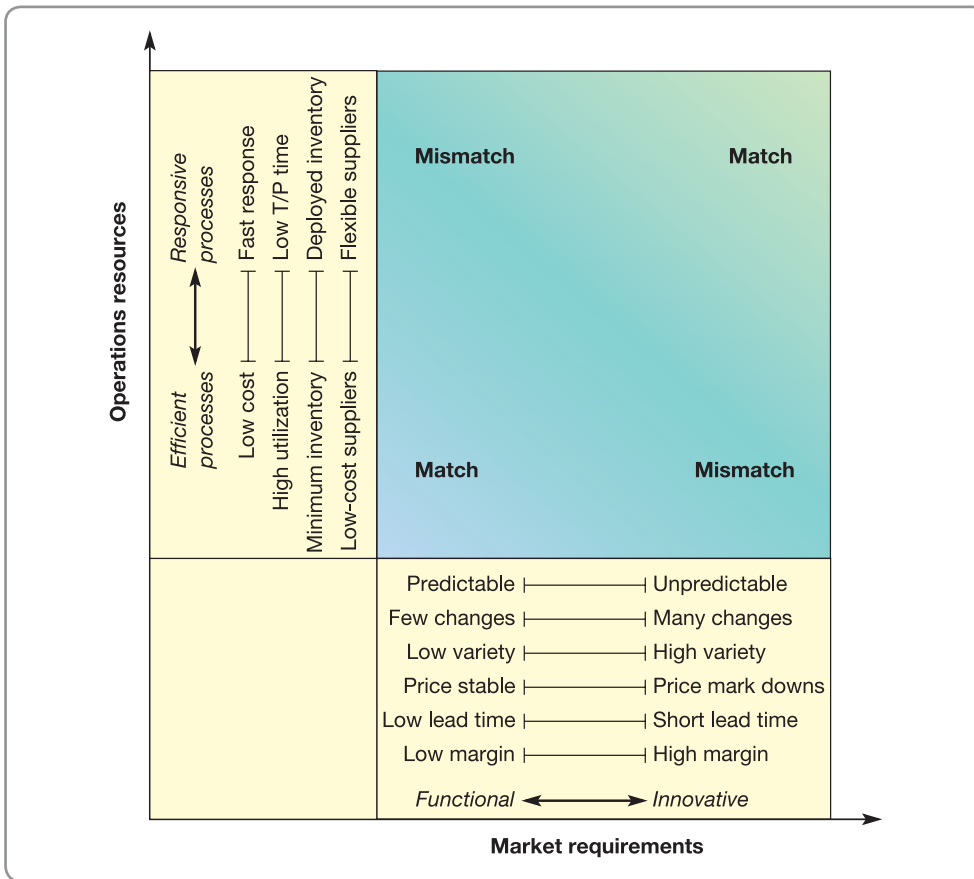 Operations resources
Responsive
processes
Efficient
processes
Fast response
Low cost
Low T/P time
High utilization
Deployed inventory
Minimum inventory
Flexible suppliers
Low-cost suppliers
Mismatch
Match
Match
Mismatch
Predictable Unpredictable
Few changes Many changes
Low variety High variety
Price stable Price mark downs
Low lead time Short lead time
Low margin High margin
Functional Innovative
Market requirements